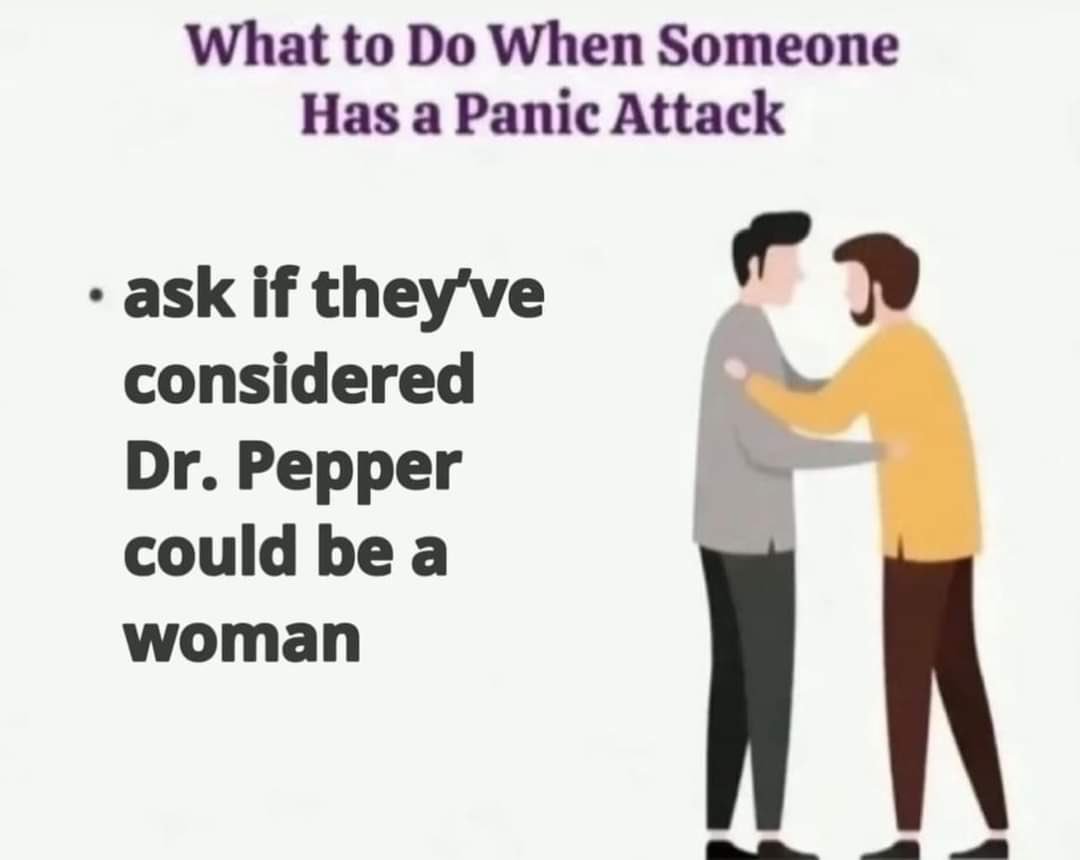 What to Do When Someone
Has a Panic Attack
• ask if they've
considered
Dr. Pepper
could be a
woman